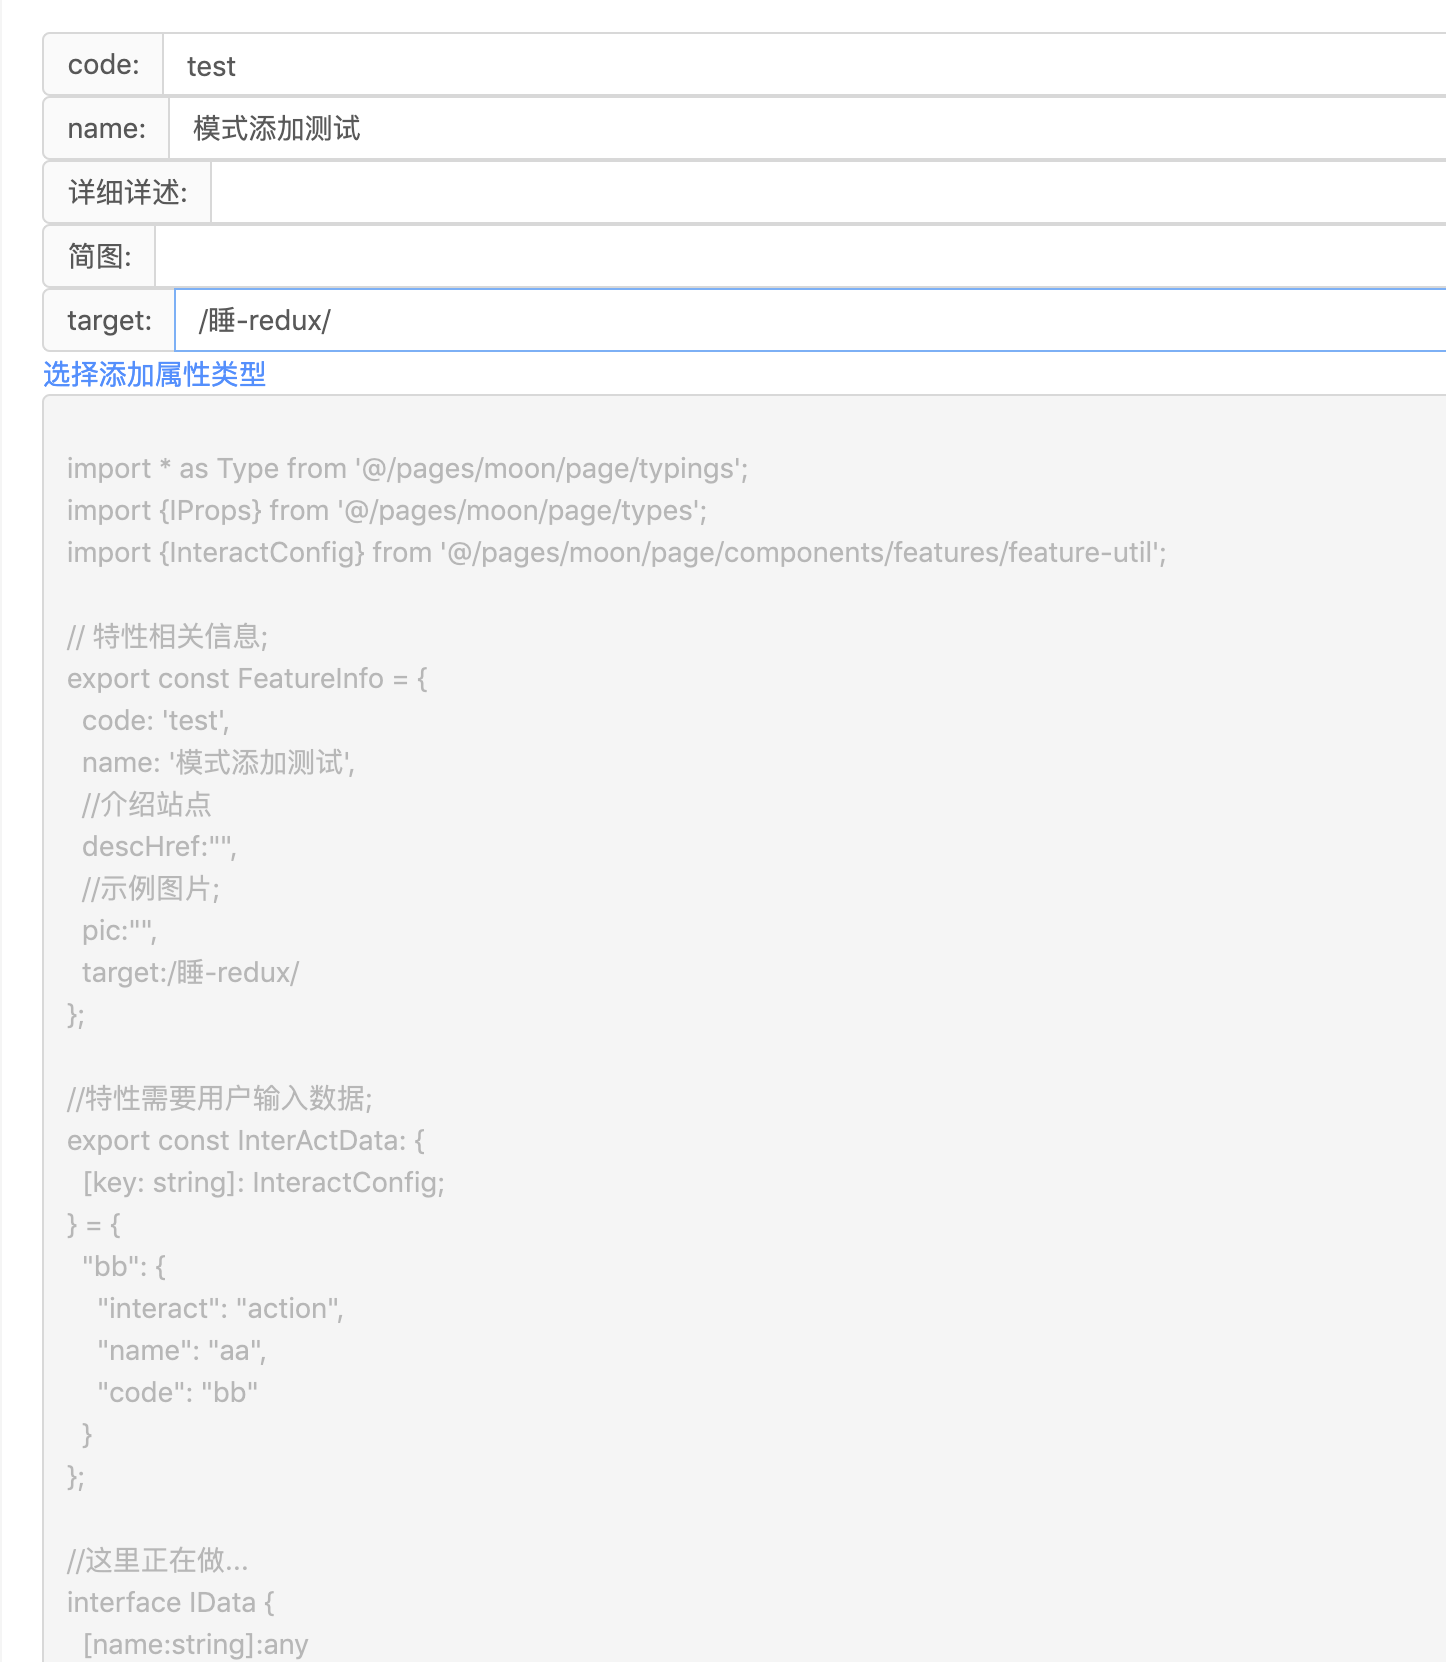 code: test
name: 模式添加测试
详细详述:
简图:
target: /睡-redux/
选择添加属性类型
import * as Type from '@/pages/moon/page/typings';
import {IProps} from '@/pages/moon/page/types';
import {InteractConfig} from '@/pages/moon/page/components/features/feature-util';
// 特性相关信息;
export const FeatureInfo = {
code: 'test',
name: '模式添加测试',
//介绍站点
descHref:"",
//示例图片;
pic:"",
target:/睡-redux/
};
//特性需要用户输入数据;
export const InterActData: {
[key: string]: InteractConfig;
} = {
"bb": {
"interact": "action",
"name": "aa",
"code": "bb"
}
};
//这里正在做...
interface IData {
[name:string]:any